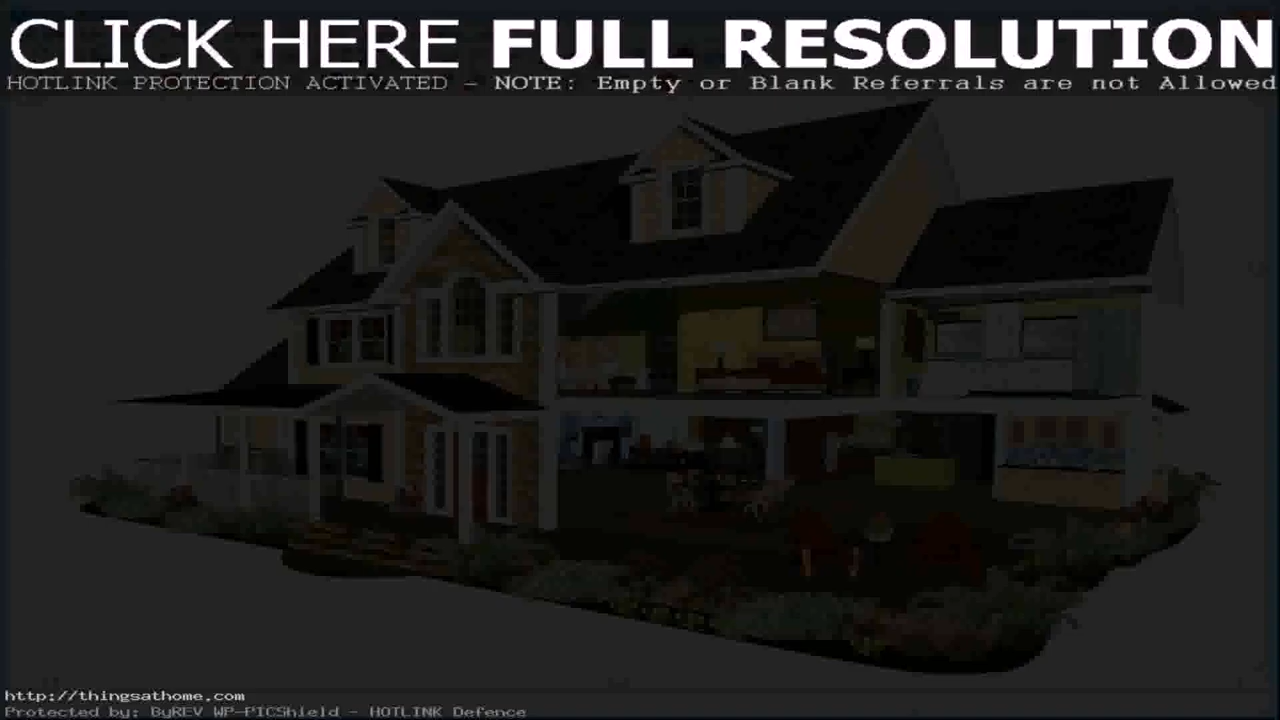 CLICK HERE FULL RESOLUTION
HOTLINK PROTECTION ACTIVATED - NOTE: Empty or Blank Referrals are not Allowed
http://thingsathome.com
Protected by: ByREV WP-PICShield - HOTLINK Defence